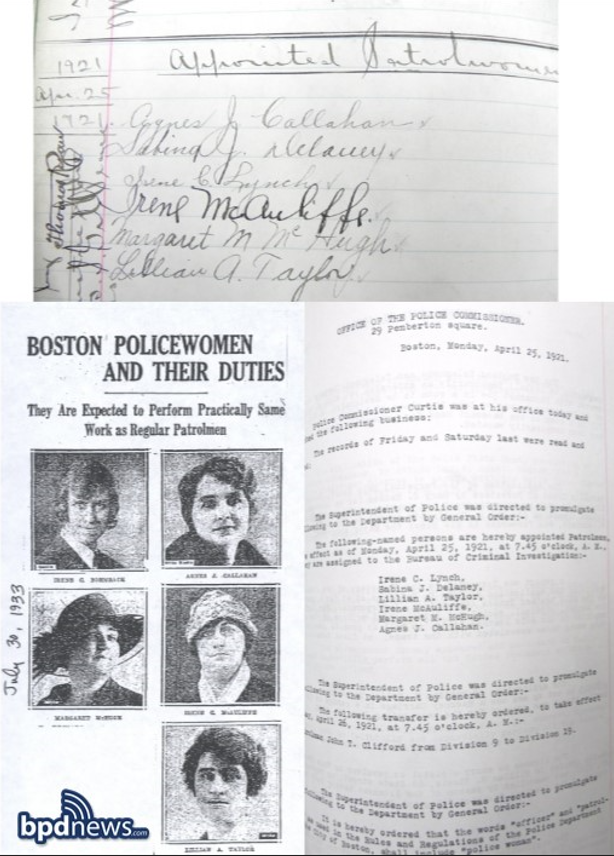 1921 Appointed Patrolwomen
Apr. 25
1921. Agnes J. Callahan
Sabina J. Delaney
Irene C. Lynch
Irene McAuliffe.
Margaret M McHugh
Lillian A. Taylor
BOSTON POLICEWOMEN
AND THEIR DUTIES
They Are Expected to Perform Practically Same
Work as Regular Patrolmen
IRENE C.
AGNES J. CALLAHAN
MARGARET McHUGH
IRENE C. McAULIFFE
LILLIAN A. TAYLOR
July 30, 1933
bpdnews.com
OFFICE OF THE POLICE COMMISSIONER.
29 Pemberton square.
Boston, Monday, April 25, 1921.
Police Commissioner Curtis was at his office today and
the following business:
The records of Friday and Saturday last were read and
The Superintendent of Police was directed to promulgate
to the Department by General Order:-
The following-named persons are hereby appointed Patrolmen,
effect as of Monday, April 25, 1921, at 7.45 o'clock, A. M.,
are assigned to the Bureau of Criminal Investigation:-
Irene C. Lynch,
Sabina J. Delaney,
Lillian A. Taylor,
Irene McAuliffe,
Margaret M. McHugh,
Agnes J. Callahan.
The Superintendent of Police was directed to promulgate
to the Department by General Order:-
The following transfer is hereby ordered, to take effect
April 26, 1921, at 7.45 o'clock, A. M.:-
John T. Clifford from Division 9 to Division 19.
The Superintendent of Police was directed to promulgate
to the Department by General Order:-
It is hereby ordered that the words "officer" and "patrol-
used in the Rules and Regulations of the Police Department
City of Boston, shall include "police woman".